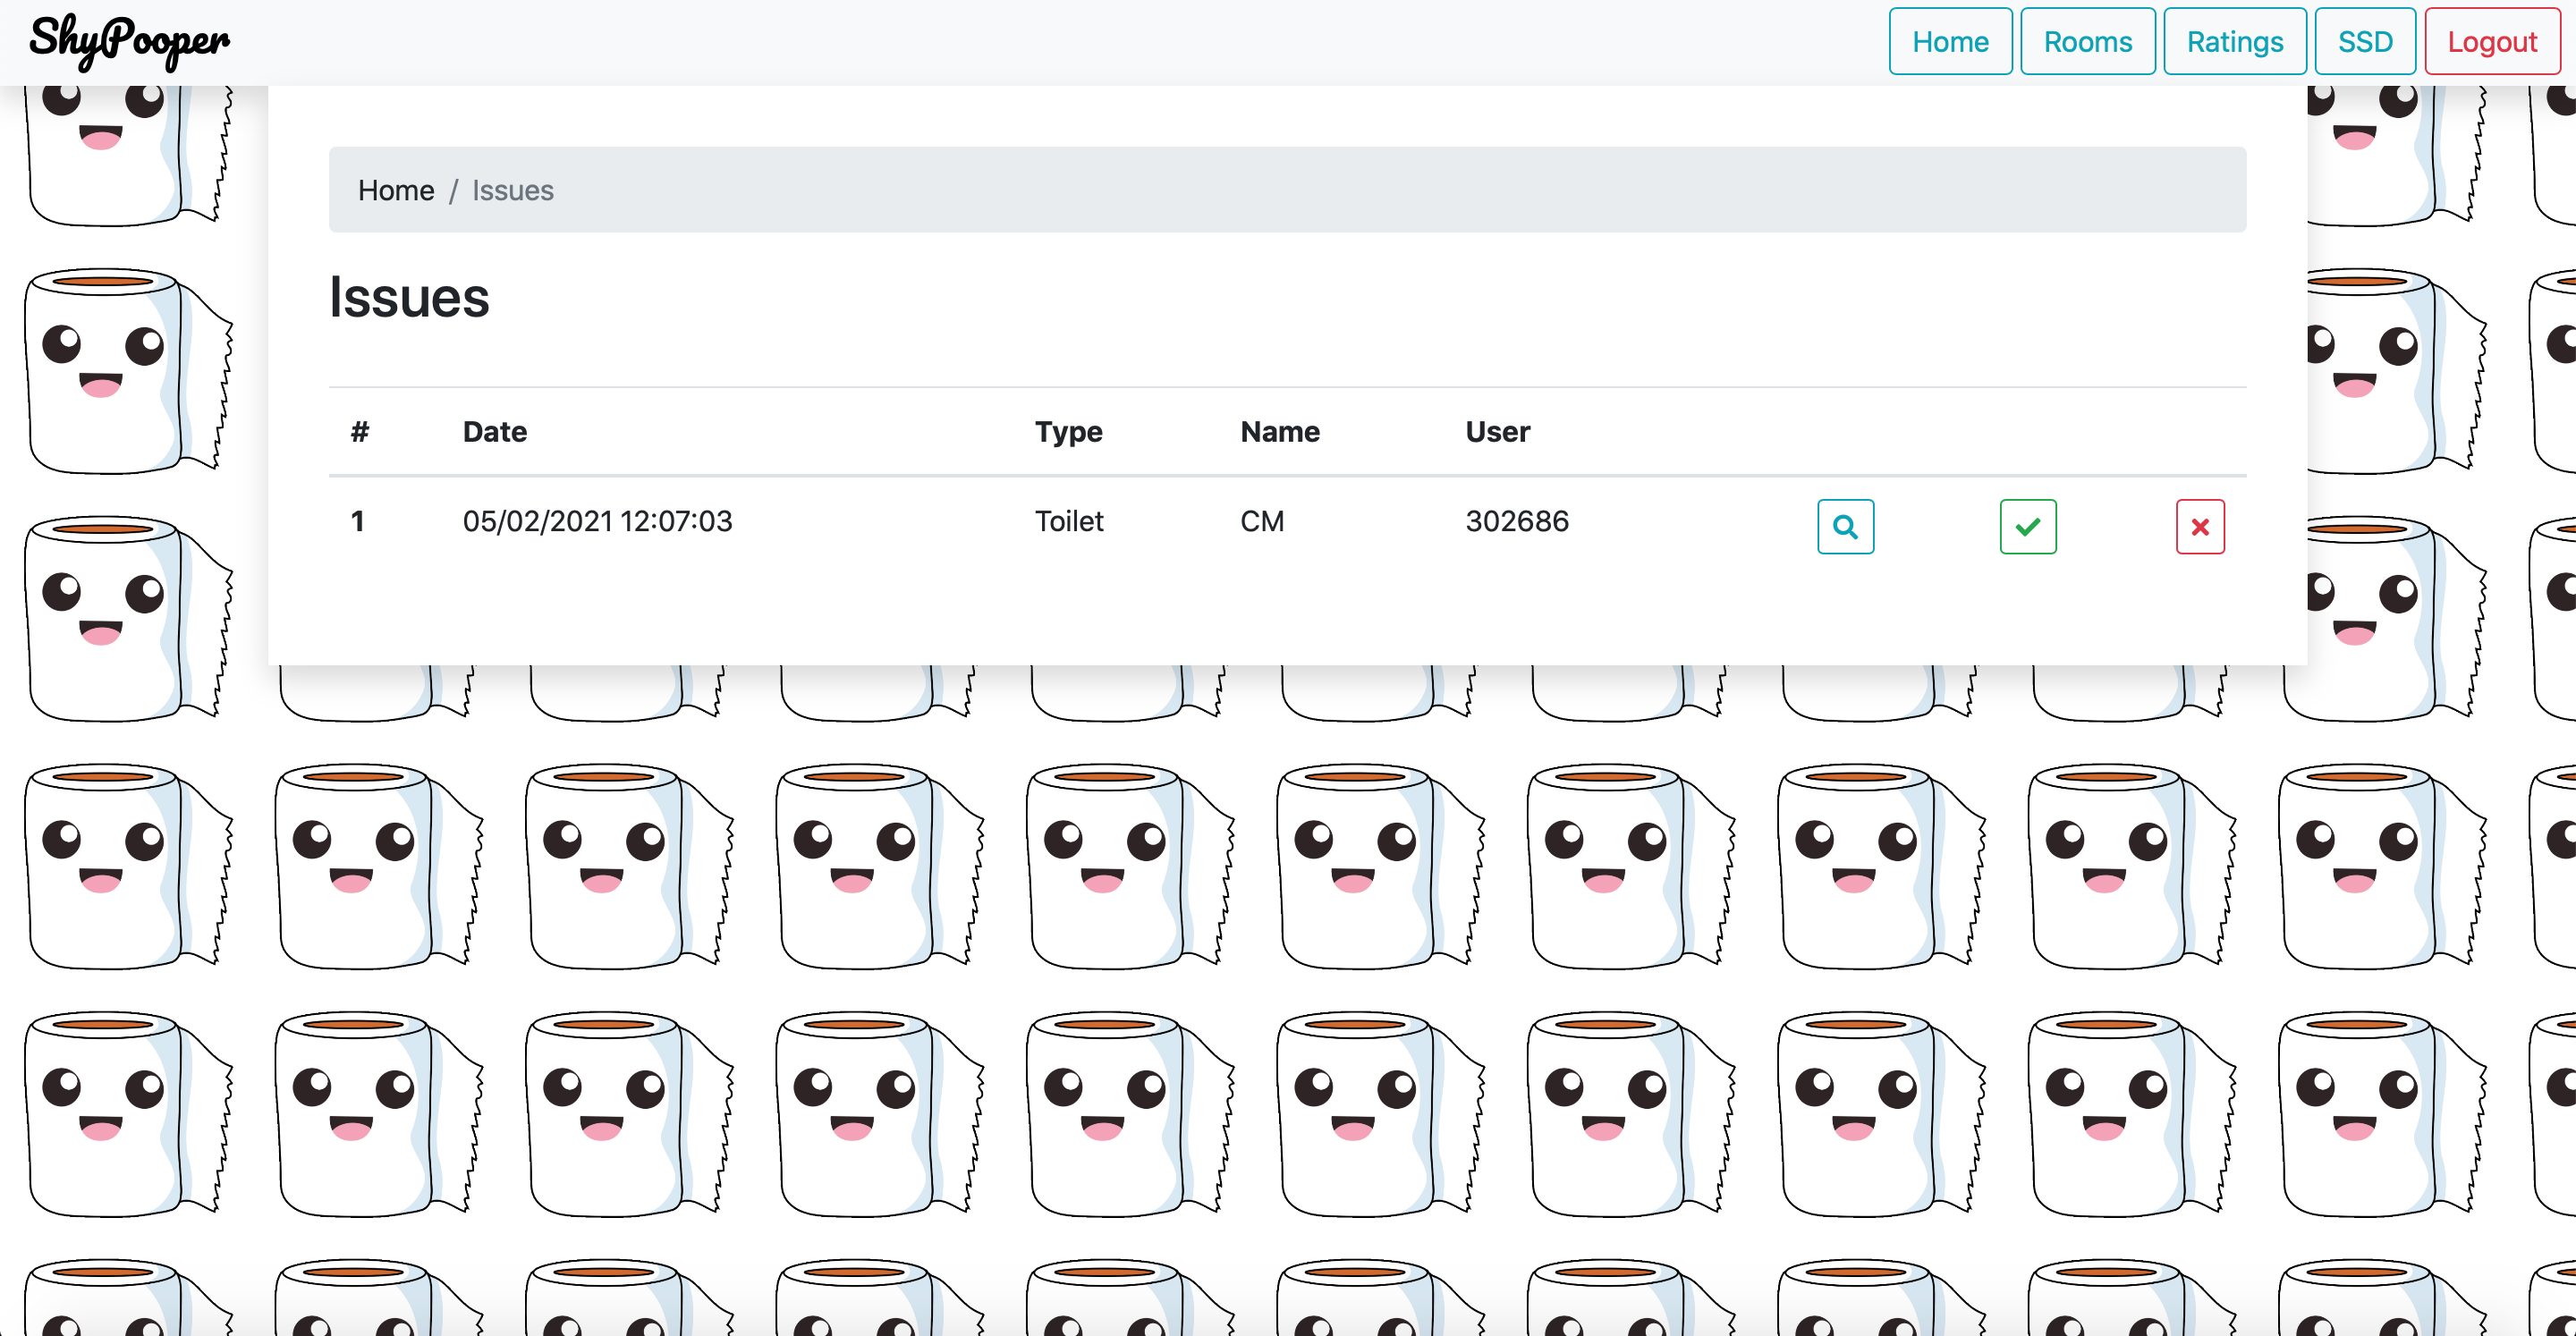 ShyPooper Home Rooms Ratings SSD Logout
Home / Issues
Issues
# Date Type Name User
1 05/02/2021 12:07:03 Toilet CM 302686